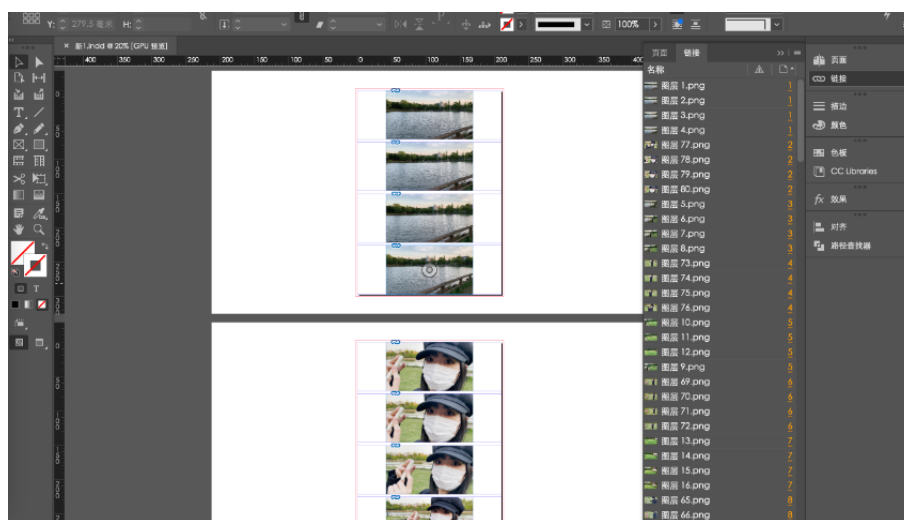 Y: 279.5 毫米 H:
100%
× 新1.indd @ 20% [GPU 预览]
400 350 300 250 200 150 100 50 0 50 100 150 200 250 300 350 400
页面 链接
名称
图层 1.png 1
图层 2.png 1
图层 3.png 1
图层 4.png 1
图层 77.png 2
图层 78.png 2
图层 79.png 2
图层 80.png 2
图层 5.png 3
图层 6.png 3
图层 7.png 3
图层 8.png 3
图层 73.png 4
图层 74.png 4
图层 75.png 4
图层 76.png 4
图层 10.png 5
图层 11.png 5
图层 12.png 5
图层 9.png 5
图层 69.png 6
图层 70.png 6
图层 71.png 6
图层 72.png 6
图层 13.png 7
图层 14.png 7
图层 15.png 7
图层 16.png 7
图层 65.png 8
图层 66.png 8
页面
链接
描边
颜色
色板
CC Libraries
fx 效果
对齐
路径查找器